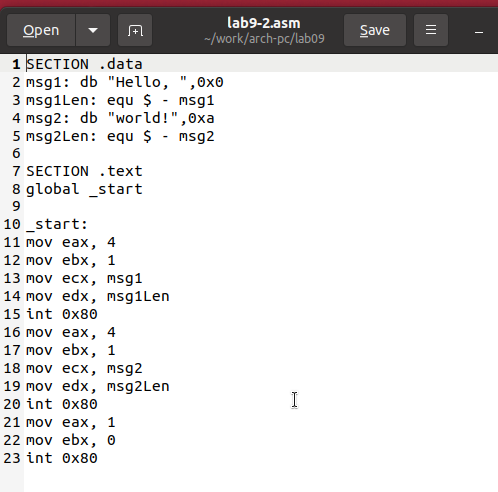 Open
lab9-2.asm
~/work/arch-pc/lab09
Save
1 SECTION .data
2 msg1: db "Hello, ",0x0
3 msg1Len: equ $ - msg1
4 msg2: db "world!",0xa
5 msg2Len: equ $ - msg2
6
7 SECTION .text
8 global _start
9
10 _start:
11 mov eax, 4
12 mov ebx, 1
13 mov ecx, msg1
14 mov edx, msg1Len
15 int 0x80
16 mov eax, 4
17 mov ebx, 1
18 mov ecx, msg2
19 mov edx, msg2Len
20 int 0x80
21 mov eax, 1
22 mov ebx, 0
23 int 0x80